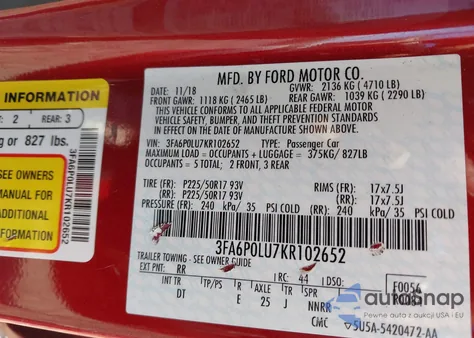 INFORMATION
2 REAR: 3
g or 827 lbs.
SEE OWNERS
MANUAL FOR
ADDITIONAL
INFORMATION
3FA6P0LU7KR102652
MFD. BY FORD MOTOR CO.
11/18 GVWR: 2136 KG ( 4710 LB)
FRONT GAWR: 1118 KG ( 2465 LB) REAR GAWR: 1039 KG ( 2290 LB)
THIS VEHICLE CONFORMS TO ALL APPLICABLE FEDERAL MOTOR
VEHICLE SAFETY, BUMPER, AND THEFT PREVENTION STANDARDS
IN EFFECT ON THE DATE OF MANUFACTURE SHOWN ABOVE.
VIN: 3FA6P0LU7KR102652 TYPE: Passenger Car
MAXIMUM LOAD = OCCUPANTS + LUGGAGE = 375KG/827LB
OCCUPANTS = 5 TOTAL: 2 FRONT, 3 REAR
TIRE (FR): P225/50R17 93V RIMS (FR): 17x7.5J
(RR): P225/50R17 93V (RR): 17x7.5J
PRESSURE (FR): 240 kPa/ 35 PSI COLD (RR): 240 kPa/ 35 PSI COLD
3FA6P0LU7KR102652
TRAILER TOWING - SEE OWNER GUIDE
EXT PNT: RR RC: 44 DSO: F0056
INT TR TP/PS R AX TR SPR
DT E 25 J NNRR
CMC 5U5A-5420472-AA
autosnap